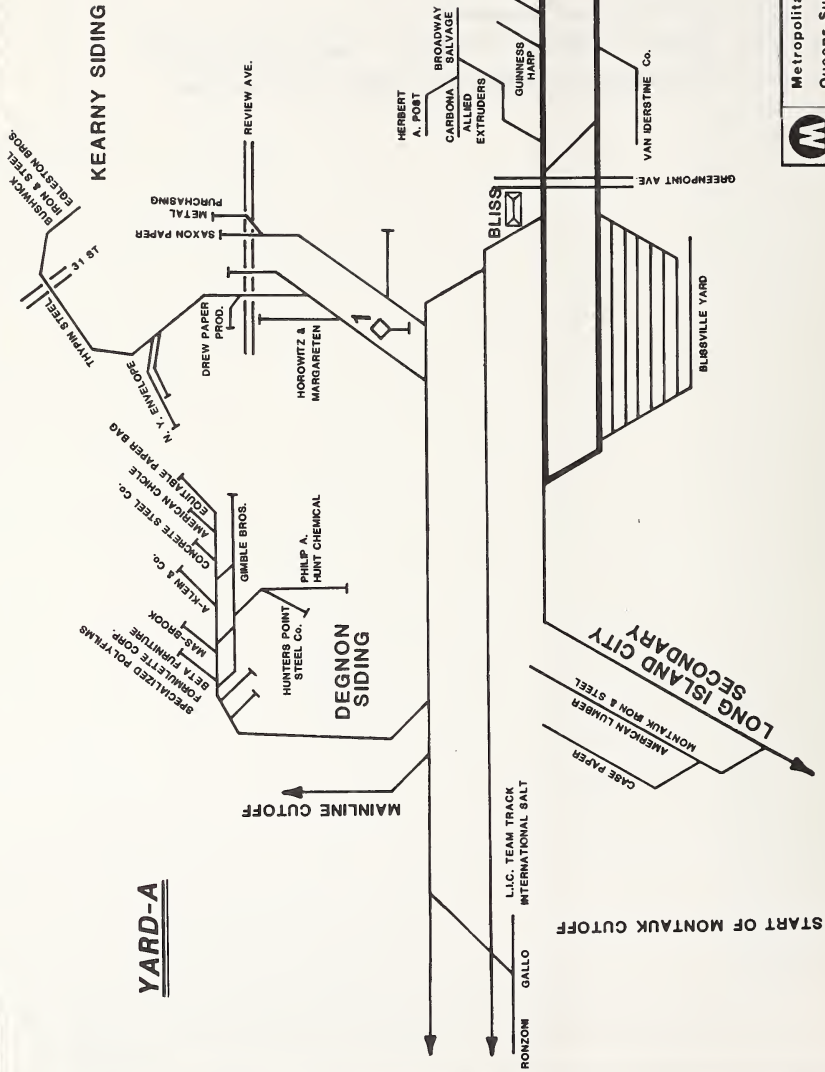 KEARNY SIDING
BUSHWICK
IRON & STEEL
EGLESTON BROS.
31 ST
THYPIN STEEL
N. Y. ENVELOPE
REVIEW AVE.
METAL
PURCHASING
SAXON PAPER
DREW PAPER
PROD.
HOROWITZ &
MARGARETEN
1
BROADWAY
SALVAGE
HERBERT
A. POST
CARBONA
ALLIED
EXTRUDERS
GUINNESS
HARP
VAN IDERSTINE Co.
GREENPOINT AVE.
BLISS
BLISSVILLE YARD
W
Metropolita
Queens Su
EQUITABLE PAPER BAG
AMERICAN CHICLE
CONCRETE STEEL Co.
A-KLEIN & Co.
MAS-BROOK
BETA FURNITURE
FORMULETTE CORP.
SPECIALIZED POLYFILMS
GIMBLE BROS.
PHILIP A.
HUNT CHEMICAL
HUNTERS POINT
STEEL Co.
DEGNON
SIDING
MAINLINE CUTOFF
YARD-A
LONG ISLAND CITY
SECONDARY
MONTAUK IRON & STEEL
AMERICAN LUMBER
CASE PAPER
L.I.C. TEAM TRACK
INTERNATIONAL SALT
GALLO
RONZONI
START OF MONTAUK CUTOFF